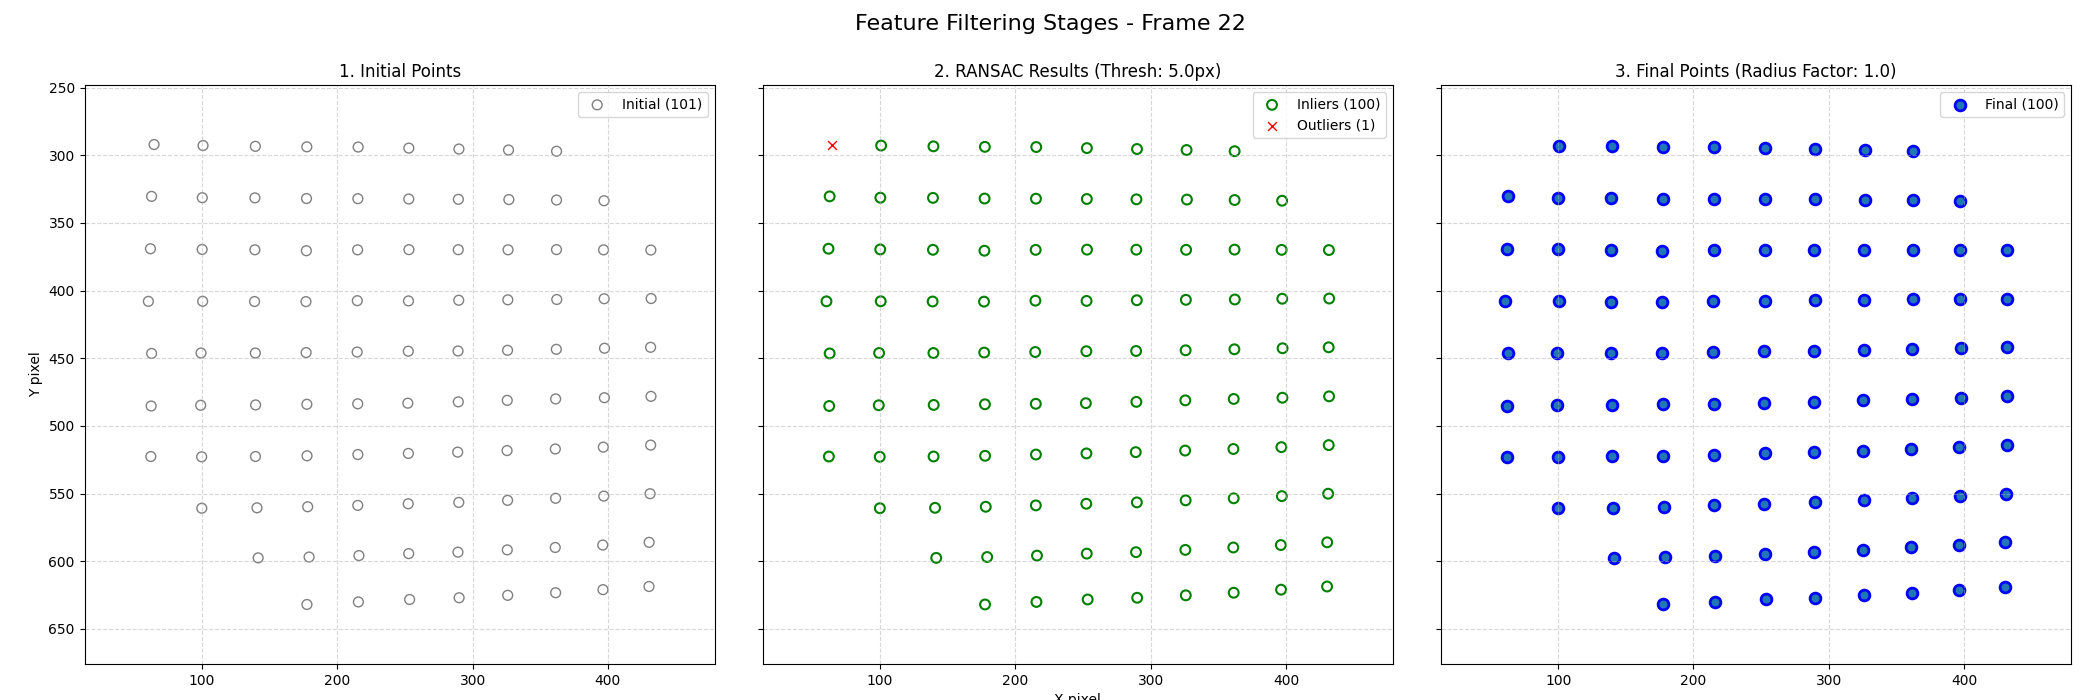 Feature Filtering Stages - Frame 22
1. Initial Points
Initial (101)
250
300
350
400
450
500
550
600
650
Y pixel
100
200
300
400
2. RANSAC Results (Thresh: 5.0px)
Inliers (100)
Outliers (1)
100
200
300
400
X pixel
3. Final Points (Radius Factor: 1.0)
Final (100)
100
200
300
400